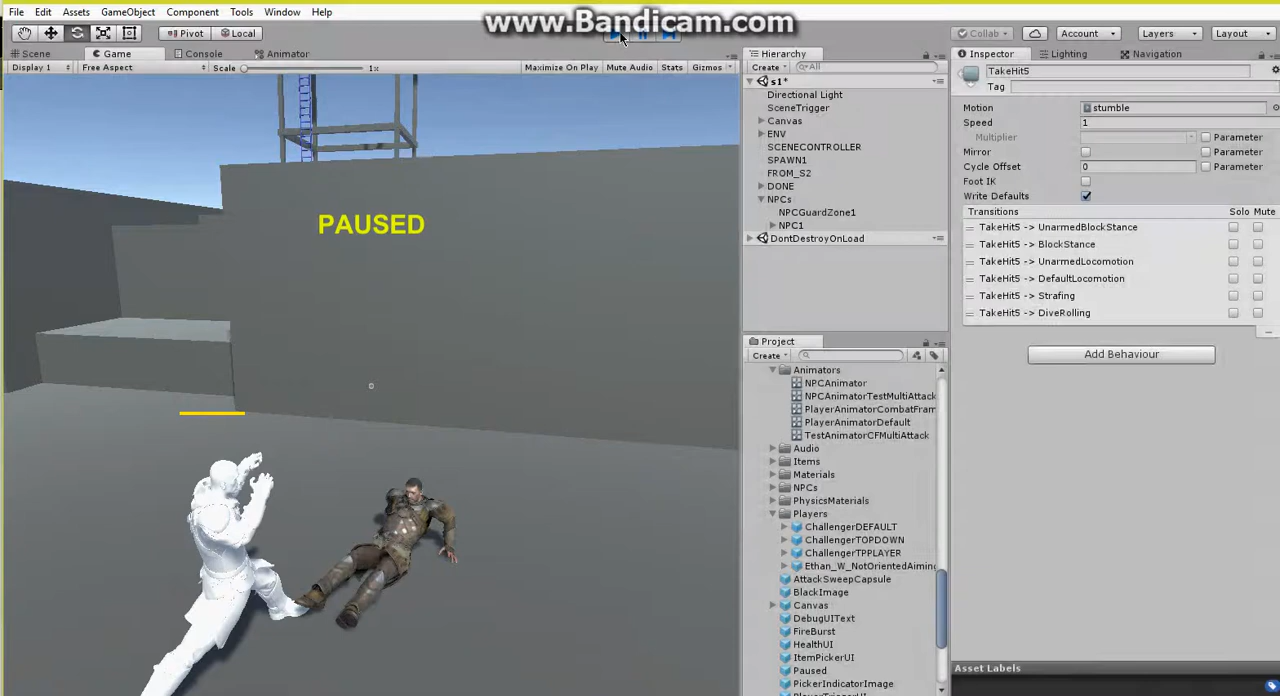 www.Bandicam.com
File Edit Assets GameObject Component Tools Window Help
Pivot Local Collab Account Layers Layout
Scene Game Console Animator
Display 1 Free Aspect Scale 1x Maximize On Play Mute Audio Stats Gizmos
PAUSED
Hierarchy
Create All
s1*
Directional Light
SceneTrigger
Canvas
ENV
SCENECONTROLLER
SPAWN1
FROM_S2
DONE
NPCs
NPCGuardZone1
NPC1
DontDestroyOnLoad
Project
Create
Animators
NPCAnimator
NPCAnimatorTestMultiAttack
PlayerAnimatorCombatFram
PlayerAnimatorDefault
TestAnimatorCFMultiAttack
Audio
Items
Materials
NPCs
PhysicsMaterials
Players
ChallengerDEFAULT
ChallengerTOPDOWN
ChallengerTPPLAYER
Ethan_W_NotOrientedAiming
AttackSweepCapsule
BlackImage
Canvas
DebugUIText
FireBurst
HealthUI
ItemPickerUI
Paused
PickerIndicatorImage
Inspector Lighting Navigation
TakeHit5
Tag
Motion stumble
Speed 1
Multiplier Parameter
Mirror Parameter
Cycle Offset 0 Parameter
Foot IK
Write Defaults
Transitions Solo Mute
TakeHit5 -> UnarmedBlockStance
TakeHit5 -> BlockStance
TakeHit5 -> UnarmedLocomotion
TakeHit5 -> DefaultLocomotion
TakeHit5 -> Strafing
TakeHit5 -> DiveRolling
Add Behaviour
Asset Labels